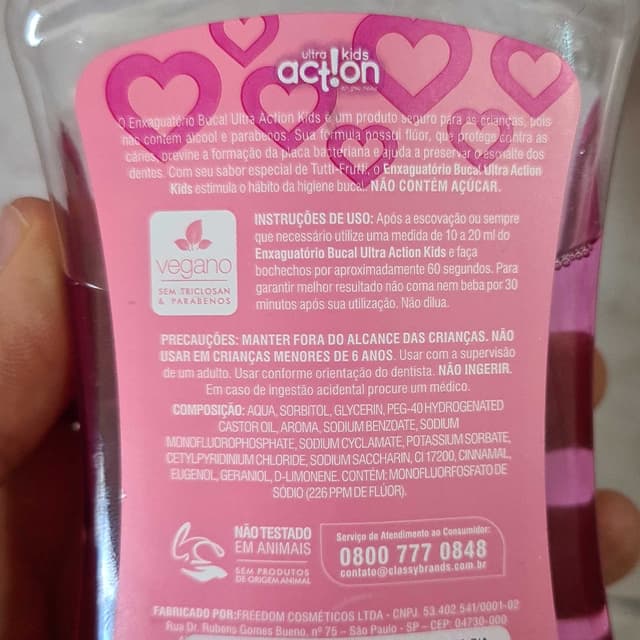 ultra kids
act!on
O Enxaguatório Bucal Ultra Action Kids é um produto seguro para as crianças, pois
não contém álcool e parabenos. Sua fórmula possui flúor, que protege contra as
cáries, previne a formação da placa bacteriana e ajuda a preservar o esmalte dos
dentes. Com seu sabor especial de Tutti-Frutti, o Enxaguatório Bucal Ultra Action
Kids estimula o hábito da higiene bucal. NÃO CONTÉM AÇÚCAR.
vegano
SEM TRICLOSAN
& PARABENOS
INSTRUÇÕES DE USO: Após a escovação ou sempre
que necessário utilize uma medida de 10 a 20 ml do
Enxaguatório Bucal Ultra Action Kids e faça
bochechos por aproximadamente 60 segundos. Para
garantir melhor resultado não coma nem beba por 30
minutos após sua utilização. Não dilua.
PRECAUÇÕES: MANTER FORA DO ALCANCE DAS CRIANÇAS. NÃO
USAR EM CRIANÇAS MENORES DE 6 ANOS. Usar com a supervisão
de um adulto. Usar conforme orientação do dentista. NÃO INGERIR.
Em caso de ingestão acidental procure um médico.
COMPOSIÇÃO: AQUA, SORBITOL, GLYCERIN, PEG-40 HYDROGENATED
CASTOR OIL, AROMA, SODIUM BENZOATE, SODIUM
MONOFLUOROPHOSPHATE, SODIUM CYCLAMATE, POTASSIUM SORBATE,
CETYLPYRIDINIUM CHLORIDE, SODIUM SACCHARIN, CI 17200, CINNAMAL,
EUGENOL, GERANIOL, D-LIMONENE. CONTÉM: MONOFLUORFOSFATO DE
SÓDIO (226 PPM DE FLÚOR).
NÃO TESTADO
EM ANIMAIS
SEM PRODUTOS
DE ORIGEM ANIMAL
Serviço de Atendimento ao Consumidor:
0800 777 0848
contato@classybrands.com.br
FABRICADO POR:FREEDOM COSMÉTICOS LTDA - CNPJ. 53.402.541/0001-02
Rua Dr. Rubens Gomes Bueno, nº 75 – São Paulo - SP – CEP: 04730-000